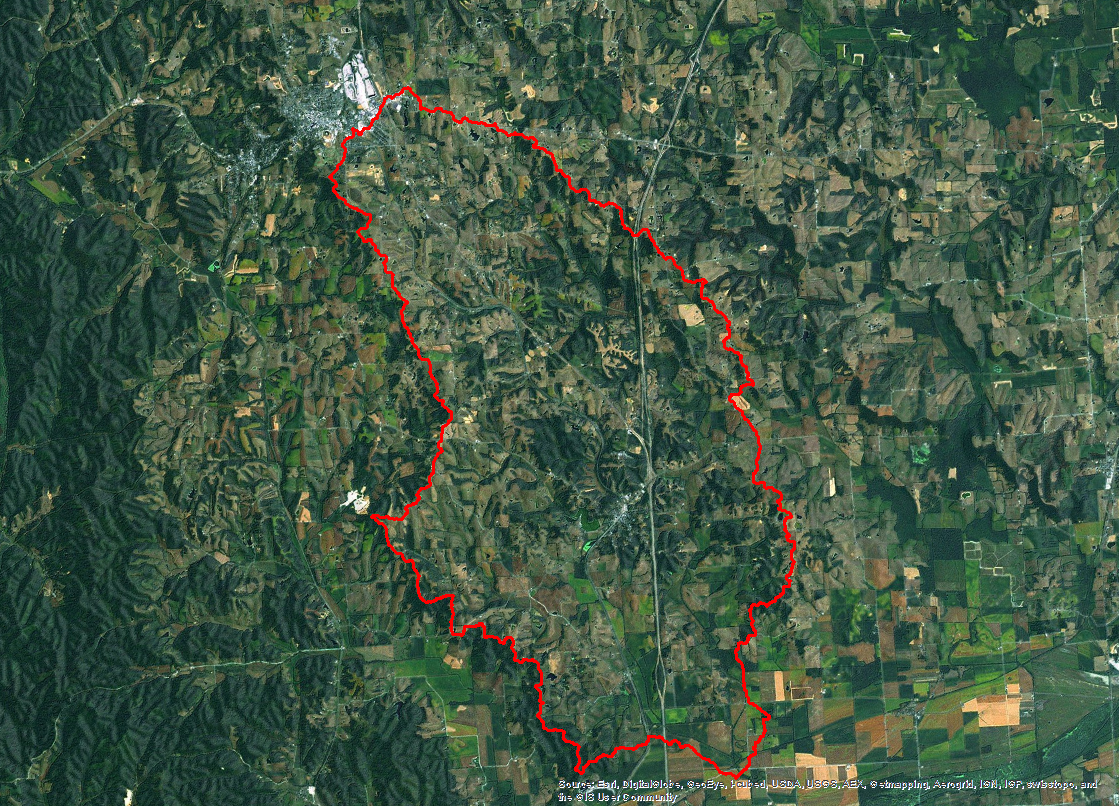 Source: Esri, DigitalGlobe, GeoEye, i-cubed, USDA, USGS, AEX, Getmapping, Aerogrid, IGN, IGP, swisstopo, and
the GIS User Community